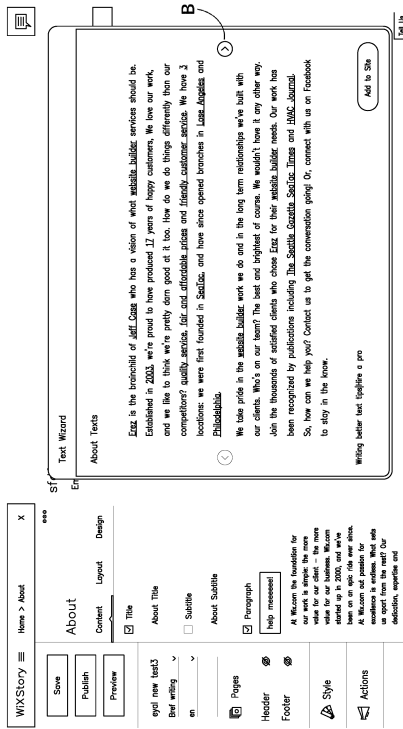 WiXStory
Home > About
X
Save
Publish
Preview
eyal new test3
Bref writing
en
Pages
Header
Footer
Style
Actions
About
Content
Layout
Design
Title
About Title
Subtitle
About Subtitle
Paragraph
help meeeeee!
At Wix.com the foundation for
our work is simple: the more
value for our client – the more
value for our business. Wix.com
started up in 2000, and we've
been on an epic ride ever since.
At Wix.com out passion for
excellence is endless. What sets
us apart from the rest? Our
dedication, expertise and
Tell Us
B
Text Wizard
About Texts
Erez is the brainchild of Jeff Case who has a vision of what website builder services should be.
Established in 2003, we're proud to have produced 17 years of happy customers, We love our work,
and we like to think we're pretty darn good at it too. How do we do things differently than our
competitors? quality service, fair and affordable prices and friendly customer service. We have 3
locations: we were first founded in SeaTac, and have since opened branches in Lose Angeles and
Philadelphia.
We take pride in the website builder work we do and in the long term relationships we've built with
our clients. Who's on our team? The best and brightest of course. We wouldn't have it any other way.
Join the thousands of satisfied clients who chose Erez for their website builder needs. Our work has
been recognized by publications including The Seattle Gazette SeaTac Times and HVAC Journal.
So, how can we help you? Contact us to get the conversation going! Or, connect with us on Facebook
to stay in the know.
Writing better text tips|Hire a pro
Add to Site